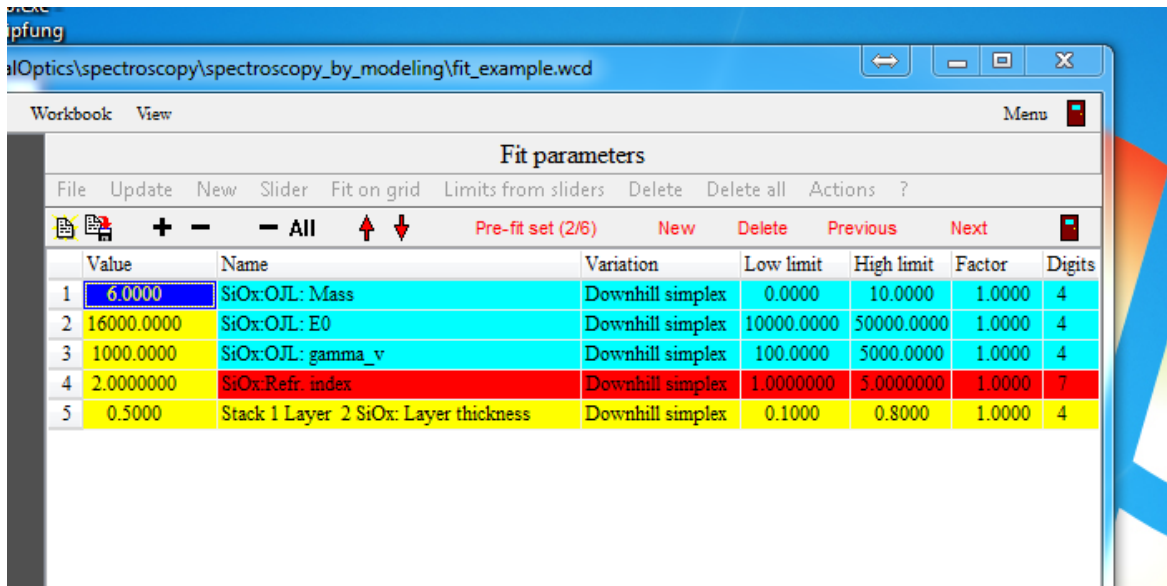 ipfung
alOptics\spectroscopy\spectroscopy_by_modeling\fit_example.wcd
Workbook View Menu
Fit parameters
File Update New Slider Fit on grid Limits from sliders Delete Delete all Actions ?
+ − − All Pre-fit set (2/6) New Delete Previous Next
Value Name Variation Low limit High limit Factor Digits
1 6.0000 SiOx:OJL: Mass Downhill simplex 0.0000 10.0000 1.0000 4
2 16000.0000 SiOx:OJL: E0 Downhill simplex 10000.0000 50000.0000 1.0000 4
3 1000.0000 SiOx:OJL: gamma_v Downhill simplex 100.0000 5000.0000 1.0000 4
4 2.0000000 SiOx:Refr. index Downhill simplex 1.0000000 5.0000000 1.0000 7
5 0.5000 Stack 1 Layer 2 SiOx: Layer thickness Downhill simplex 0.1000 0.8000 1.0000 4